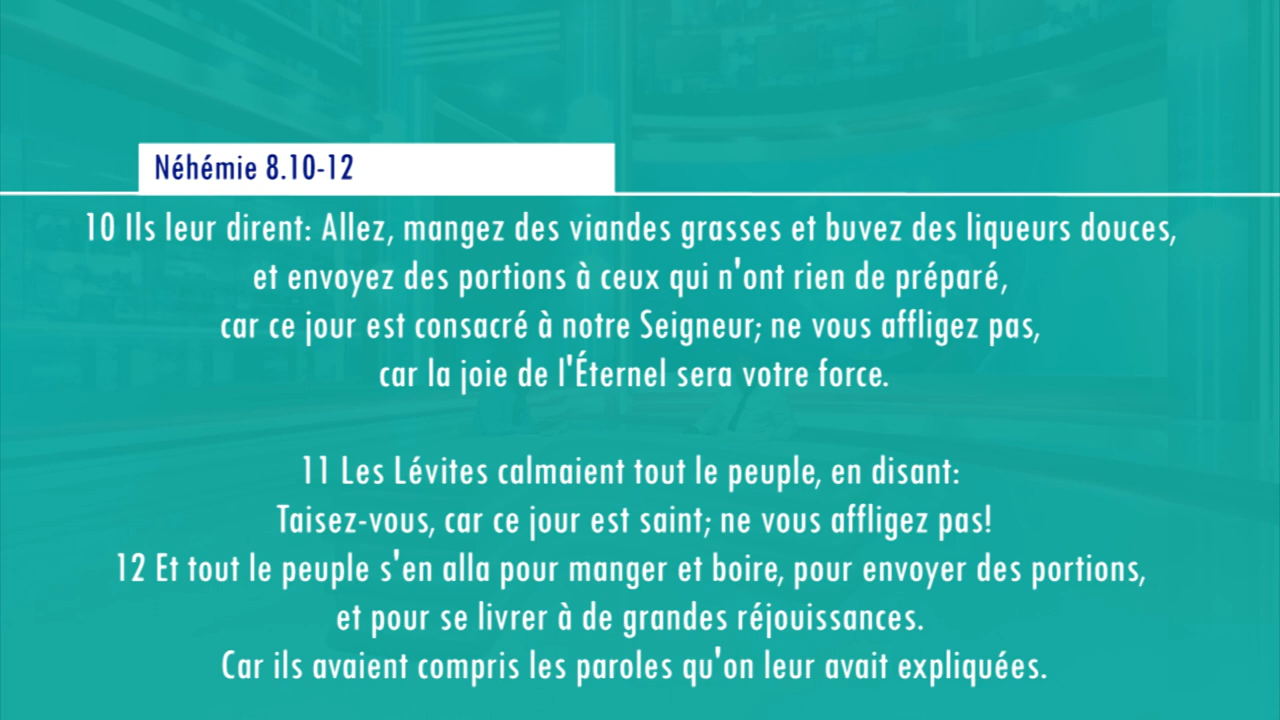 Néhémie 8.10-12
10 Ils leur dirent: Allez, mangez des viandes grasses et buvez des liqueurs douces,
et envoyez des portions à ceux qui n'ont rien de préparé,
car ce jour est consacré à notre Seigneur; ne vous affligez pas,
car la joie de l'Éternel sera votre force.
11 Les Lévites calmaient tout le peuple, en disant:
Taisez-vous, car ce jour est saint; ne vous affligez pas!
12 Et tout le peuple s'en alla pour manger et boire, pour envoyer des portions,
et pour se livrer à de grandes réjouissances.
Car ils avaient compris les paroles qu'on leur avait expliquées.